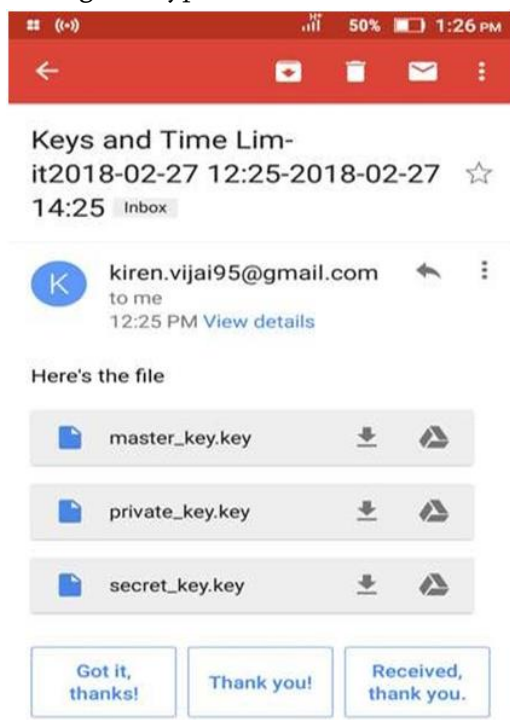 50% 1:26 PM
Keys and Time Lim-
it2018-02-27 12:25-2018-02-27
14:25 Inbox
K
kiren.vijai95@gmail.com
to me
12:25 PM View details
Here's the file
master_key.key
private_key.key
secret_key.key
Got it, Thank you! Received,
thanks! thank you.